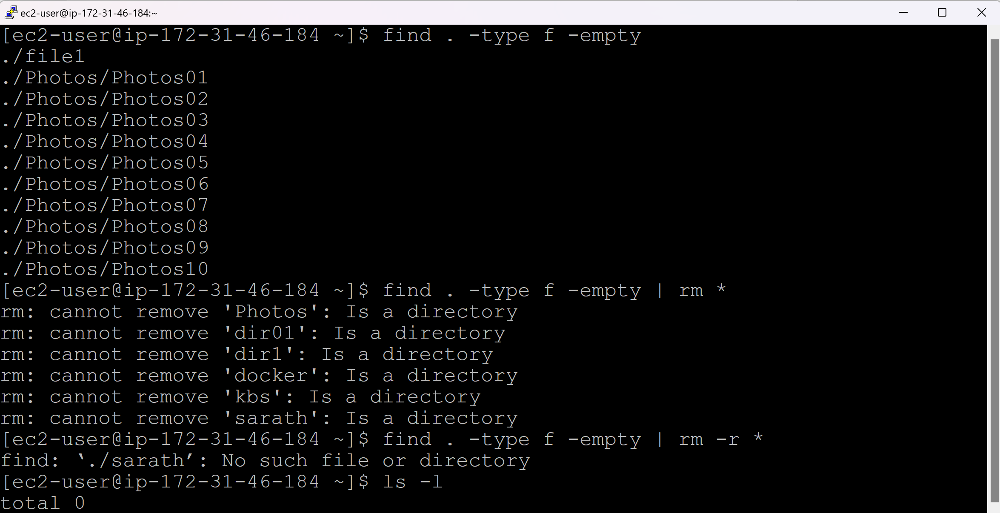 ec2-user@ip-172-31-46-184:~
[ec2-user@ip-172-31-46-184 ~]$ find . -type f -empty
./file1
./Photos/Photos01
./Photos/Photos02
./Photos/Photos03
./Photos/Photos04
./Photos/Photos05
./Photos/Photos06
./Photos/Photos07
./Photos/Photos08
./Photos/Photos09
./Photos/Photos10
[ec2-user@ip-172-31-46-184 ~]$ find . -type f -empty | rm *
rm: cannot remove 'Photos': Is a directory
rm: cannot remove 'dir01': Is a directory
rm: cannot remove 'dir1': Is a directory
rm: cannot remove 'docker': Is a directory
rm: cannot remove 'kbs': Is a directory
rm: cannot remove 'sarath': Is a directory
[ec2-user@ip-172-31-46-184 ~]$ find . -type f -empty | rm -r *
find: ‘./sarath’: No such file or directory
[ec2-user@ip-172-31-46-184 ~]$ ls -l
total 0